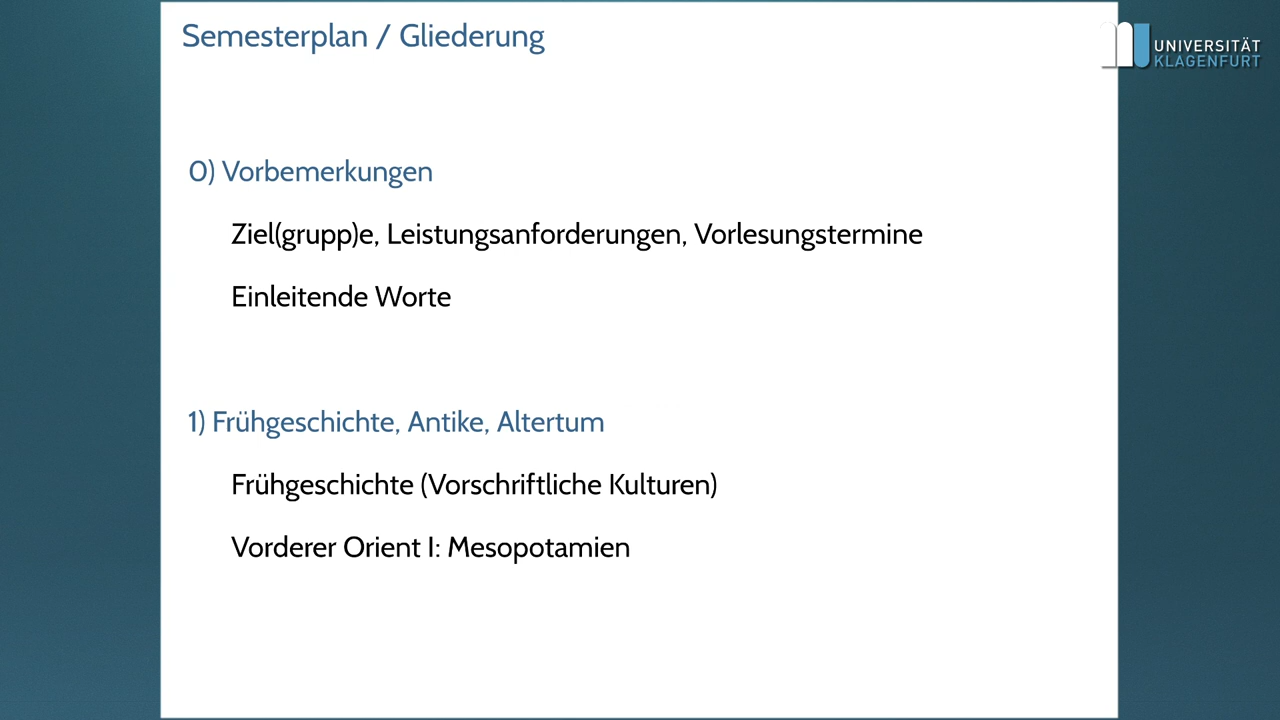 Semesterplan / Gliederung
UNIVERSITÄT
KLAGENFURT
0) Vorbemerkungen
Ziel(grupp)e, Leistungsanforderungen, Vorlesungstermine
Einleitende Worte
1) Frühgeschichte, Antike, Altertum
Frühgeschichte (Vorschriftliche Kulturen)
Vorderer Orient I: Mesopotamien